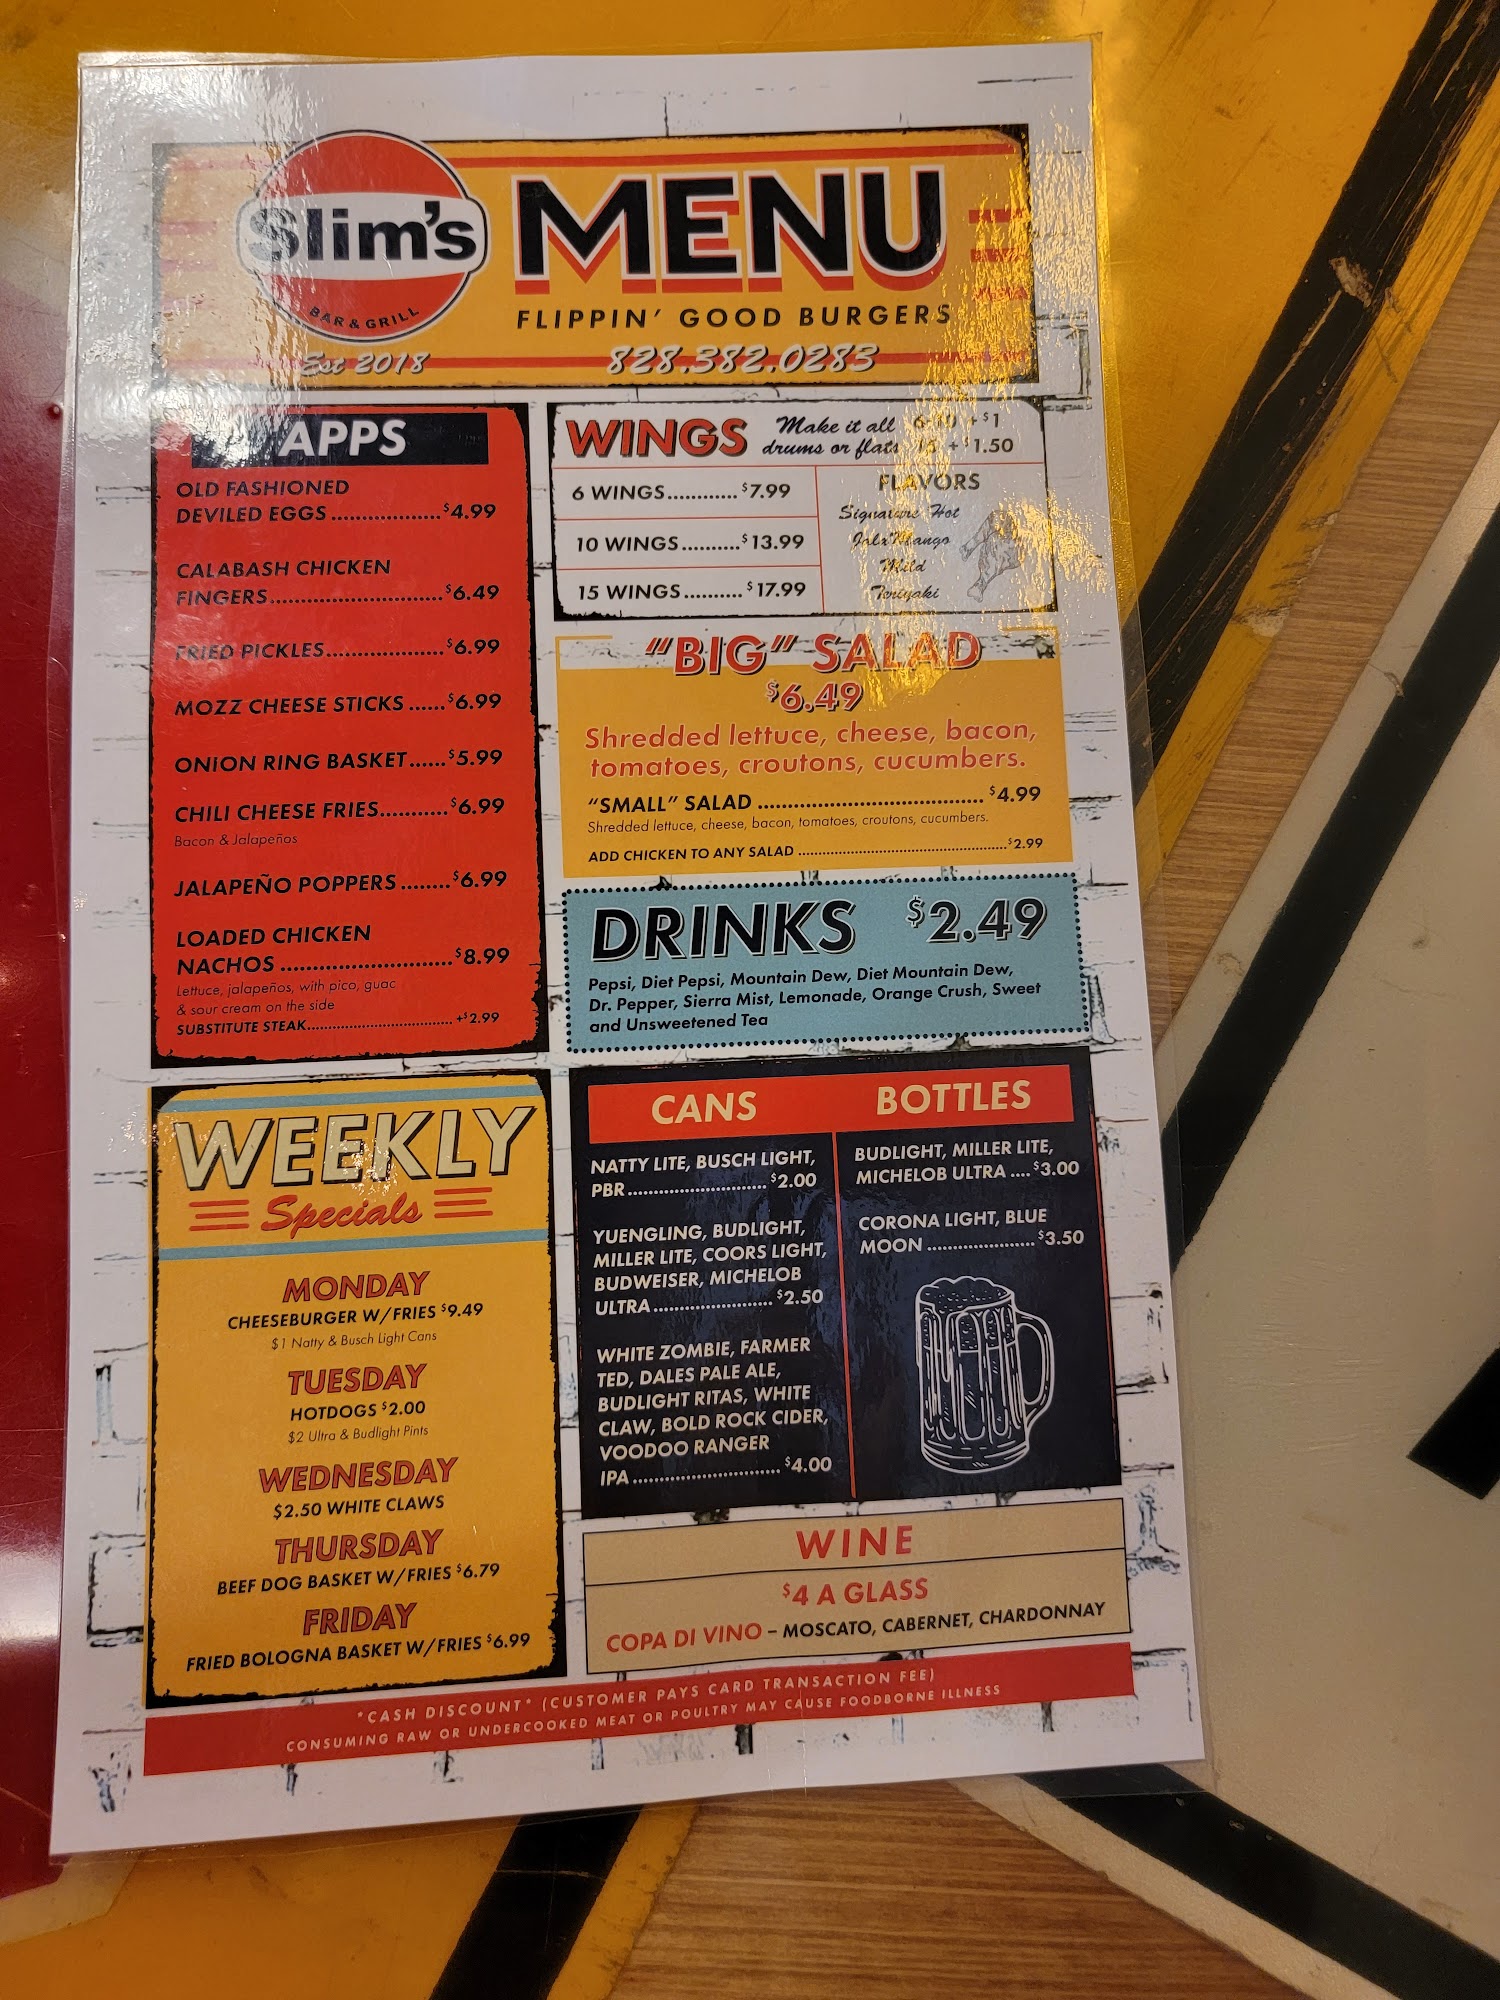 Slim's
BAR & GRILL
Est 2018
MENU
FLIPPIN' GOOD BURGERS
828.382.0283
APPS
OLD FASHIONED
DEVILED EGGS ................... $4.99
CALABASH CHICKEN
FINGERS.............................. $6.49
FRIED PICKLES.................... $6.99
MOZZ CHEESE STICKS ...... $6.99
ONION RING BASKET...... $5.99
CHILI CHEESE FRIES........... $6.99
Bacon & Jalapeños
JALAPEÑO POPPERS ........ $6.99
LOADED CHICKEN
NACHOS .............................. $8.99
Lettuce, jalapeños, with pico, guac
& sour cream on the side
SUBSTITUTE STEAK................................... +$2.99
WINGS
Make it all 6-10 +$1
drums or flats 15 +$1.50
6 WINGS............ $7.99
10 WINGS.......... $13.99
15 WINGS.......... $17.99
FLAVORS
Signature Hot
Jala'Mango
Mild
Teriyaki
"BIG" SALAD
$6.49
Shredded lettuce, cheese, bacon,
tomatoes, croutons, cucumbers.
"SMALL" SALAD ....................................... $4.99
Shredded lettuce, cheese, bacon, tomatoes, croutons, cucumbers.
ADD CHICKEN TO ANY SALAD .................................................. $2.99
DRINKS $2.49
Pepsi, Diet Pepsi, Mountain Dew, Diet Mountain Dew,
Dr. Pepper, Sierra Mist, Lemonade, Orange Crush, Sweet
and Unsweetened Tea
WEEKLY
Specials
MONDAY
CHEESEBURGER W/FRIES $9.49
$1 Natty & Busch Light Cans
TUESDAY
HOTDOGS $2.00
$2 Ultra & Budlight Pints
WEDNESDAY
$2.50 WHITE CLAWS
THURSDAY
BEEF DOG BASKET W/FRIES $6.79
FRIDAY
FRIED BOLOGNA BASKET W/FRIES $6.99
CANS
NATTY LITE, BUSCH LIGHT,
PBR.......................... $2.00
YUENGLING, BUDLIGHT,
MILLER LITE, COORS LIGHT,
BUDWEISER, MICHELOB
ULTRA....................... $2.50
WHITE ZOMBIE, FARMER
TED, DALES PALE ALE,
BUDLIGHT RITAS, WHITE
CLAW, BOLD ROCK CIDER,
VOODOO RANGER
IPA ............................ $4.00
BOTTLES
BUDLIGHT, MILLER LITE,
MICHELOB ULTRA .... $3.00
CORONA LIGHT, BLUE
MOON ..................... $3.50
WINE
$4 A GLASS
COPA DI VINO – MOSCATO, CABERNET, CHARDONNAY
*CASH DISCOUNT* (CUSTOMER PAYS CARD TRANSACTION FEE)
CONSUMING RAW OR UNDERCOOKED MEAT OR POULTRY MAY CAUSE FOODBORNE ILLNESS